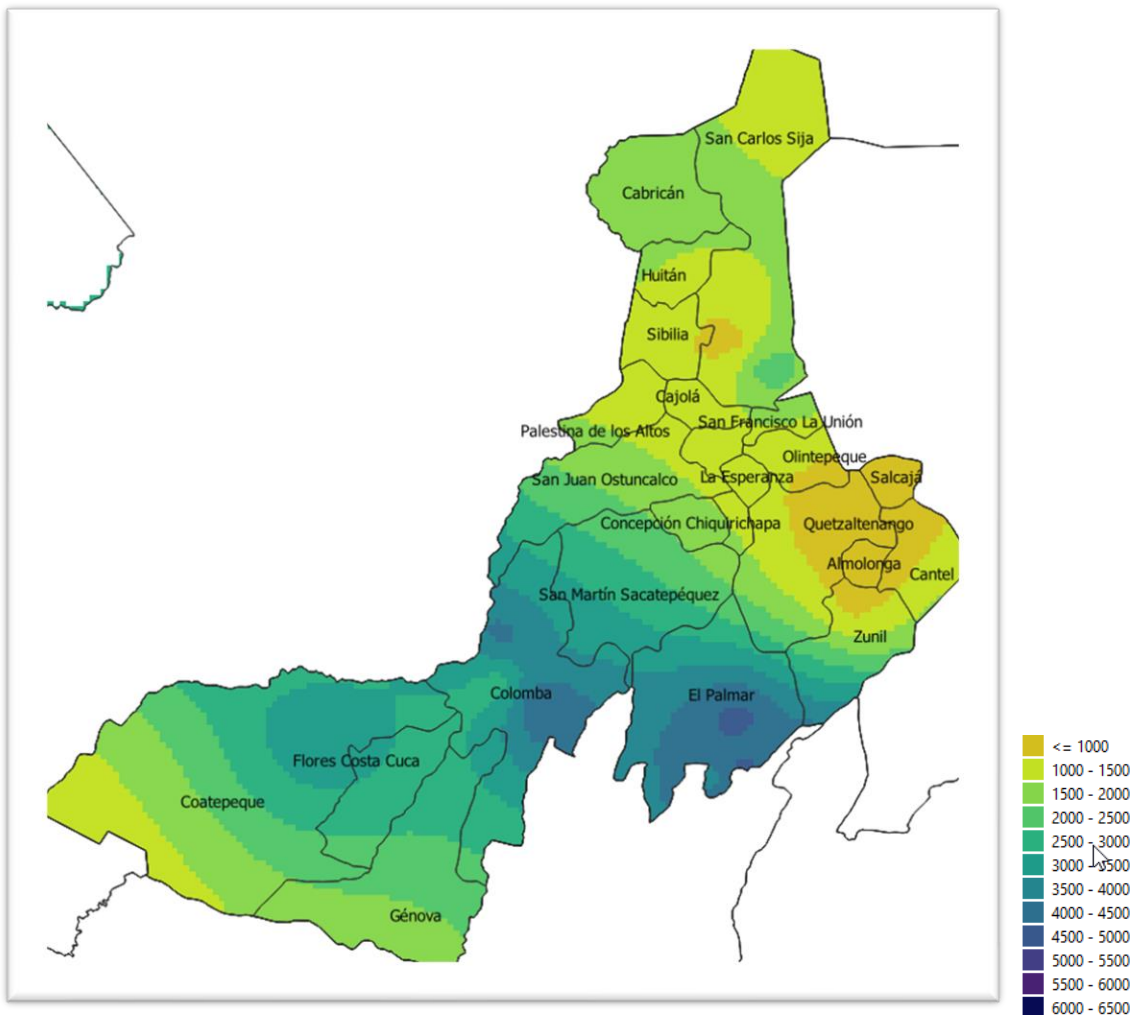 San Carlos Sija
Cabricán
Huitán
Sibilia
Cajolá
San Francisco La Unión
Palestina de los Altos
Olintepeque
San Juan Ostuncalco
La Esperanza
Salcajá
Concepción Chiquirichapa
Quetzaltenango
Almolonga
Cantel
San Martín Sacatepéquez
Zunil
Colomba
El Palmar
Flores Costa Cuca
Coatepeque
Génova
<= 1000
1000 - 1500
1500 - 2000
2000 - 2500
2500 - 3000
3000 - 3500
3500 - 4000
4000 - 4500
4500 - 5000
5000 - 5500
5500 - 6000
6000 - 6500